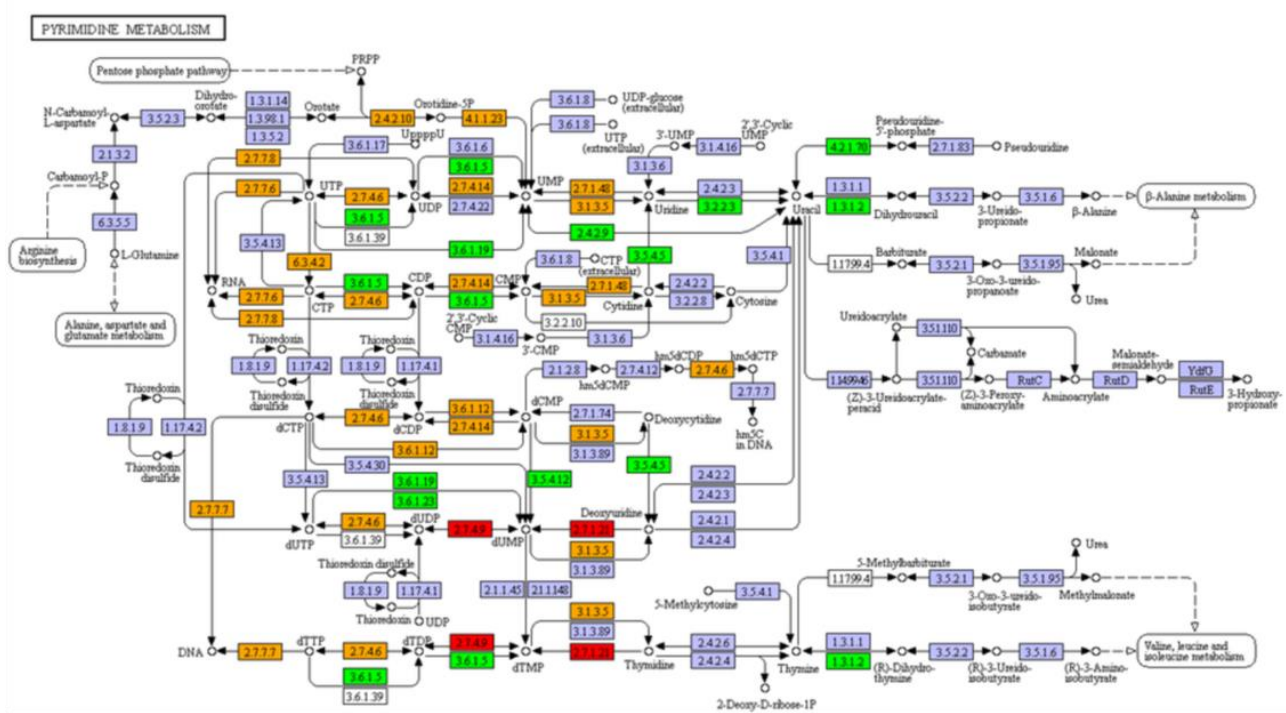 PYRIMIDINE METABOLISM
PRPP
Pentose phosphate pathway
N-Carbamoyl-
L-aspartate
3.5.2.3
Dihydro-
orotate
1.3.1.14
1.3.98.1
1.3.5.2
Orotate
2.4.2.10
Orotidine-5P
4.1.1.23
3.6.1.8
UDP-glucose
(extracellular)
3.6.1.8
UTP
(extracellular)
3'-UMP
3.1.4.16
2',3'-Cyclic
UMP
3.1.3.6
Pseudouridine-
5'-phosphate
4.2.1.70
2.7.1.83
Pseudouridine
2.1.3.2
Carbamoyl-P
6.3.5.5
L-Glutamine
Arginine
biosynthesis
Alanine, aspartate and
glutamate metabolism
3.6.1.17
UppppU
2.7.7.8
2.7.7.6
UTP
2.7.4.6
3.6.1.5
3.6.1.39
UDP
3.6.1.6
3.6.1.5
2.7.4.14
2.7.4.22
UMP
2.7.1.48
3.1.3.5
Uridine
2.4.2.3
3.2.2.3
Uracil
1.3.1.1
1.3.1.2
Dihydrouracil
3.5.2.2
3-Ureido-
propionate
3.5.1.6
β-Alanine
β-Alanine metabolism
2.4.2.9
3.6.1.19
3.5.4.13
6.3.4.2
3.5.4.5
3.5.4.1
3.6.1.8
CTP
(extracellular)
1.1.7.99.4
Barbiturate
3.5.2.1
3-Oxo-3-ureido-
propanoate
3.5.1.95
Malonate
Urea
RNA
2.7.7.6
2.7.7.8
CTP
3.6.1.5
2.7.4.6
CDP
2.7.4.14
3.6.1.5
CMP
2.7.1.48
3.1.3.5
Cytidine
2.4.2.2
3.2.2.8
Cytosine
3.2.2.10
2',3'-Cyclic
CMP
3.1.4.16
3'-CMP
3.1.3.6
Ureidoacrylate
3.5.1.110
Carbamate
1.14.99.46
(Z)-3-Ureidoacrylate-
peracid
3.5.1.110
(Z)-3-Peroxy-
aminoacrylate
RutC
Aminoacrylate
RutD
Malonate-
semialdehyde
YdfG
RutE
3-Hydroxy-
propionate
Thioredoxin
1.8.1.9
1.17.4.2
Thioredoxin
disulfide
Thioredoxin
1.8.1.9
1.17.4.1
Thioredoxin
disulfide
Thioredoxin
1.8.1.9
1.17.4.2
Thioredoxin
disulfide
2.1.2.8
hm5dCMP
2.7.4.12
hm5dCDP
2.7.4.6
hm5dCTP
2.7.7.7
hm5C
in DNA
dCTP
2.7.4.6
dCDP
3.6.1.12
2.7.4.14
dCMP
2.7.1.74
3.1.3.5
3.1.3.89
Deoxycytidine
3.6.1.12
3.5.4.30
3.5.4.13
3.6.1.19
3.6.1.23
3.5.4.12
3.5.4.5
2.4.2.2
2.4.2.3
2.7.7.7
dUTP
2.7.4.6
3.6.1.39
dUDP
2.7.4.9
dUMP
2.7.1.21
3.1.3.5
3.1.3.89
Deoxyuridine
2.4.2.1
2.4.2.4
Thioredoxin disulfide
1.8.1.9
1.17.4.1
Thioredoxin
UDP
2.1.1.45
2.1.1.148
5-Methylcytosine
3.5.4.1
1.1.7.99.4
5-Methylbarbiturate
3.5.2.1
3-Oxo-3-ureido-
isobutyrate
3.5.1.95
Methylmalonate
Urea
DNA
2.7.7.7
dTTP
2.7.4.6
3.6.1.5
3.6.1.39
dTDP
2.7.4.9
3.6.1.5
dTMP
3.1.3.5
3.1.3.89
2.7.1.21
Thymidine
2.4.2.6
2.4.2.4
2-Deoxy-D-ribose-1P
Thymine
1.3.1.1
1.3.1.2
(R)-Dihydro-
thymine
3.5.2.2
(R)-3-Ureido-
isobutyrate
3.5.1.6
(R)-3-Amino-
isobutyrate
Valine, leucine and
isoleucine metabolism